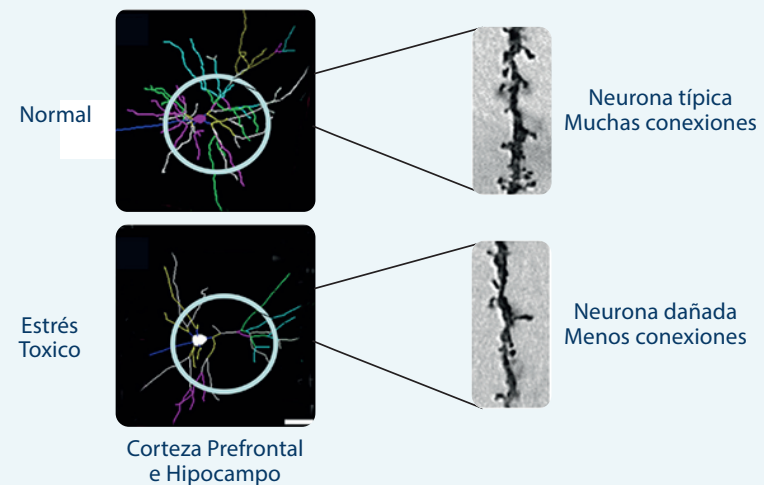 Normal
Neurona típica
Muchas conexiones
Estrés
Toxico
Neurona dañada
Menos conexiones
Corteza Prefrontal
e Hipocampo